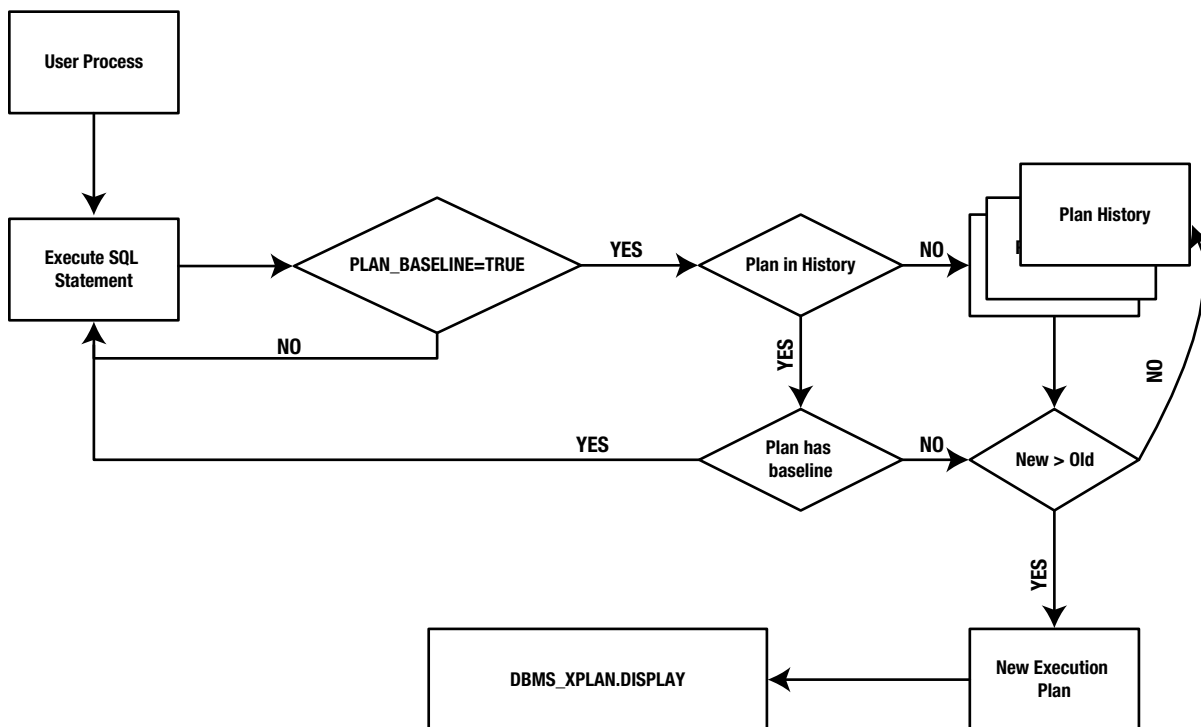 User Process
Execute SQL
Statement
PLAN_BASELINE=TRUE
YES
Plan in History
NO
Plan History
NO
YES
NO
YES
Plan has
baseline
NO
New > Old
YES
DBMS_XPLAN.DISPLAY
New Execution
Plan